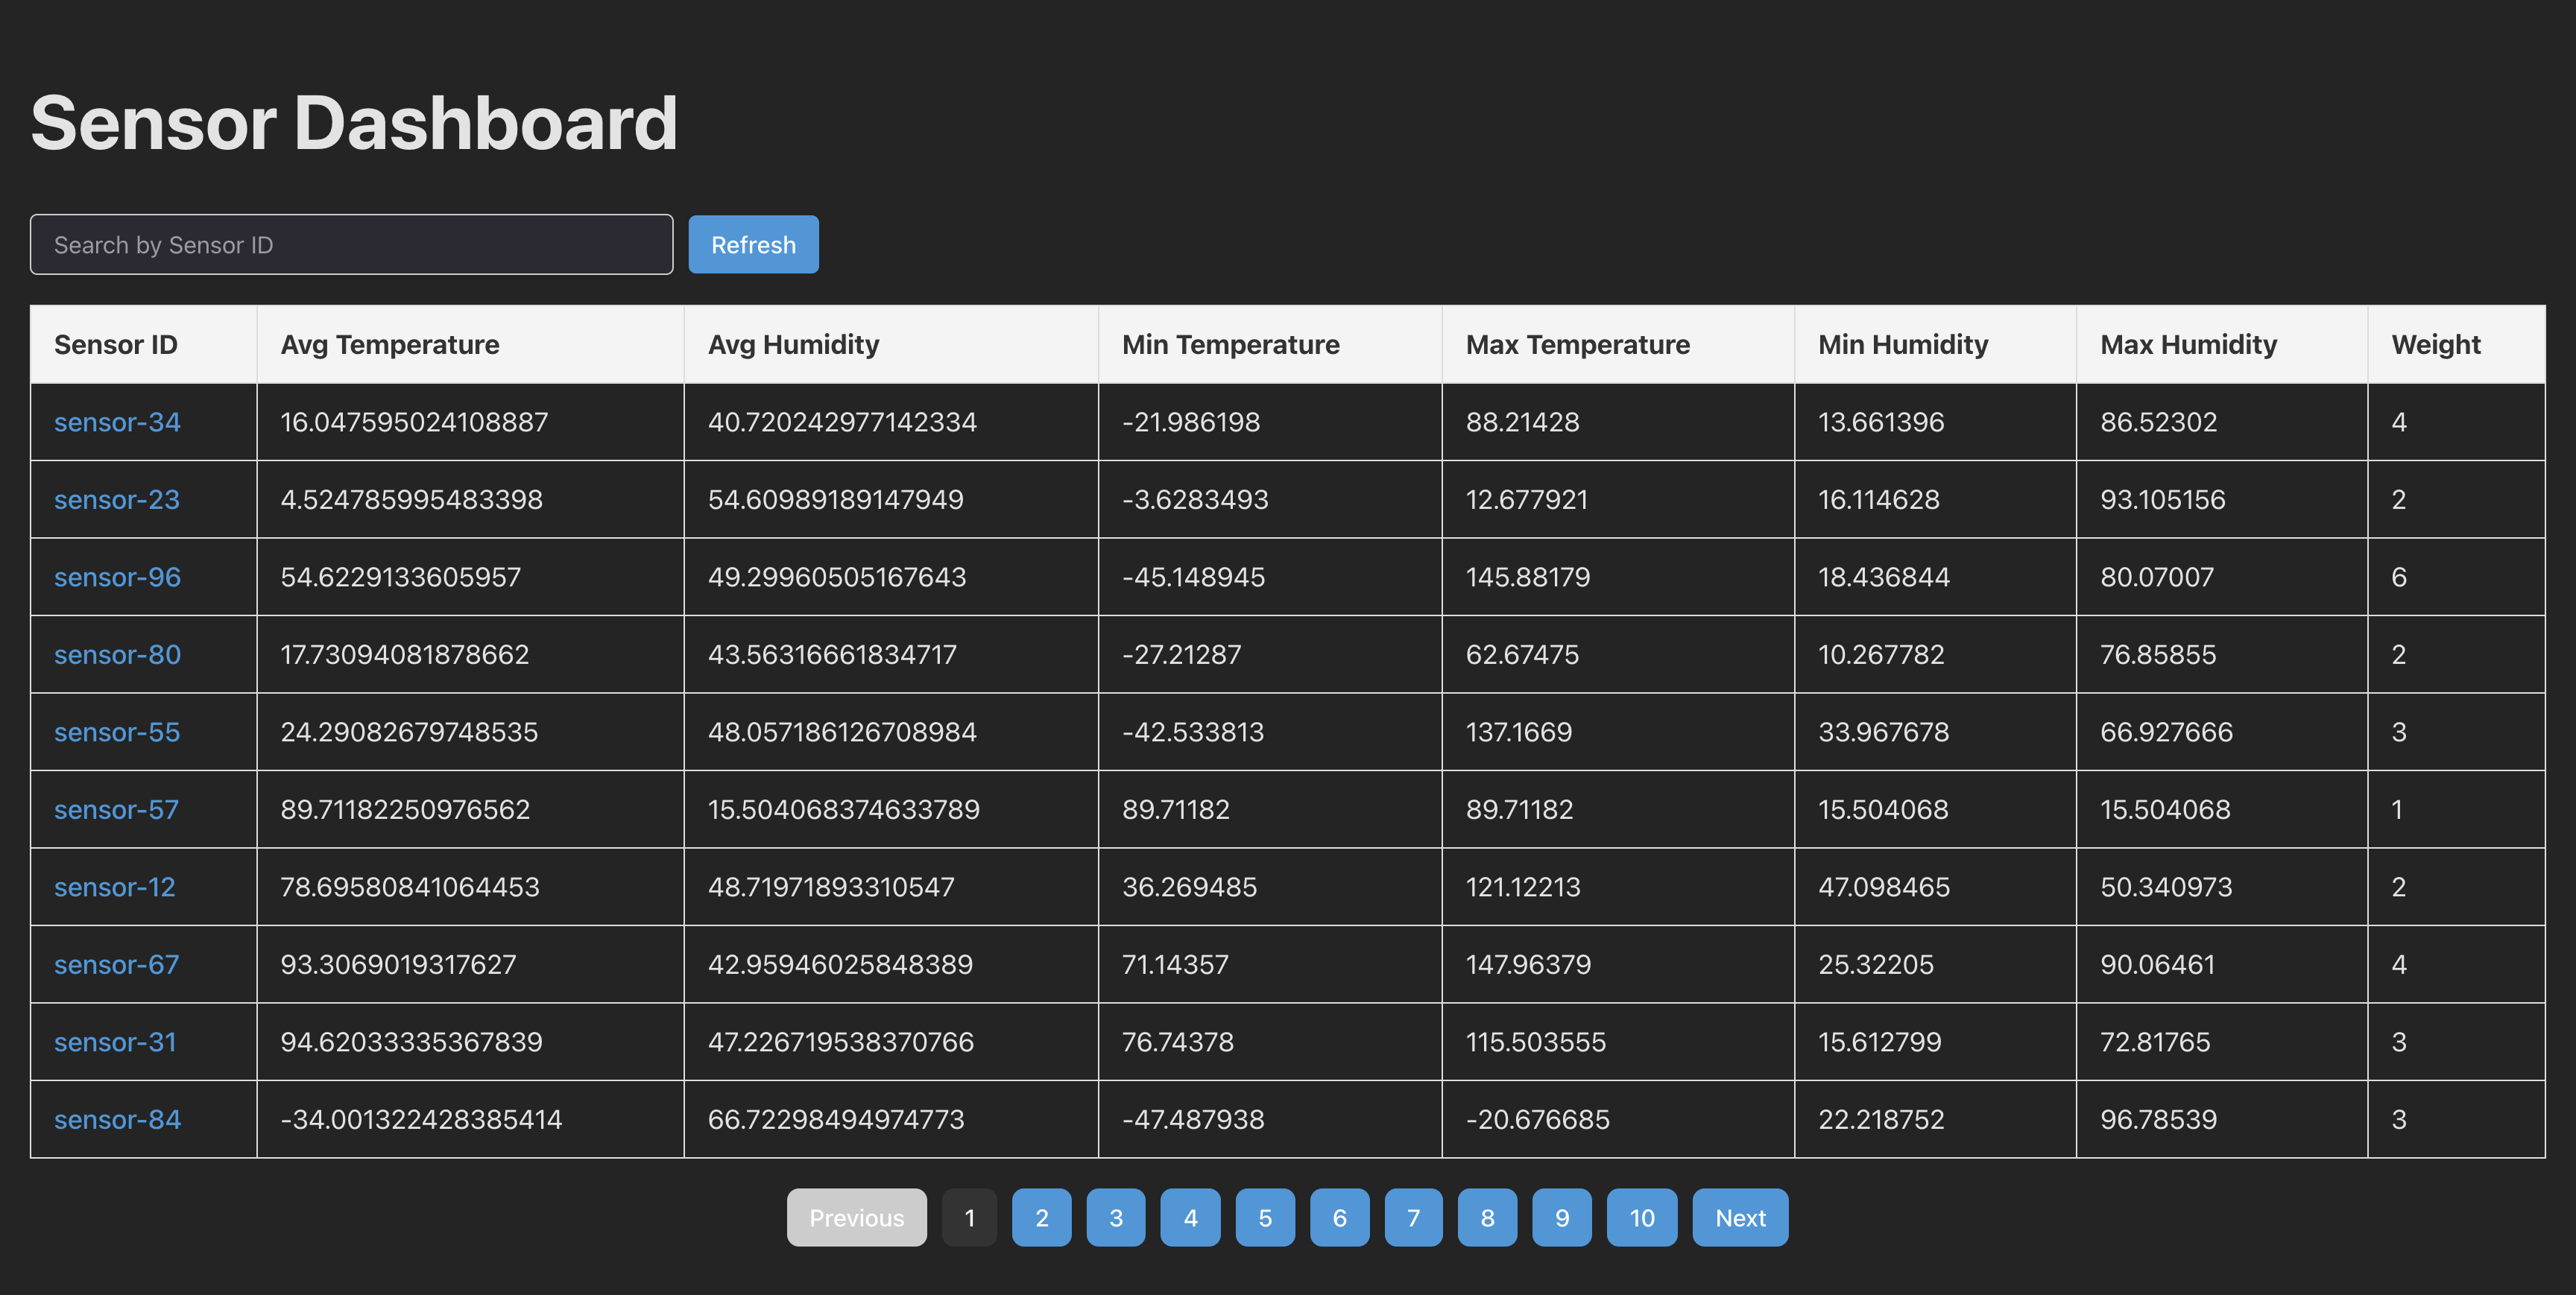 Sensor Dashboard
Search by Sensor ID Refresh
Sensor ID Avg Temperature Avg Humidity Min Temperature Max Temperature Min Humidity Max Humidity Weight
sensor-34 16.047595024108887 40.720242977142334 -21.986198 88.21428 13.661396 86.52302 4
sensor-23 4.524785995483398 54.60989189147949 -3.6283493 12.677921 16.114628 93.105156 2
sensor-96 54.6229133605957 49.29960505167643 -45.148945 145.88179 18.436844 80.07007 6
sensor-80 17.73094081878662 43.56316661834717 -27.21287 62.67475 10.267782 76.85855 2
sensor-55 24.29082679748535 48.057186126708984 -42.533813 137.1669 33.967678 66.927666 3
sensor-57 89.71182250976562 15.504068374633789 89.71182 89.71182 15.504068 15.504068 1
sensor-12 78.69580841064453 48.71971893310547 36.269485 121.12213 47.098465 50.340973 2
sensor-67 93.3069019317627 42.95946025848389 71.14357 147.96379 25.32205 90.06461 4
sensor-31 94.62033335367839 47.226719538370766 76.74378 115.503555 15.612799 72.81765 3
sensor-84 -34.001322428385414 66.72298494974773 -47.487938 -20.676685 22.218752 96.78539 3
Previous 1 2 3 4 5 6 7 8 9 10 Next